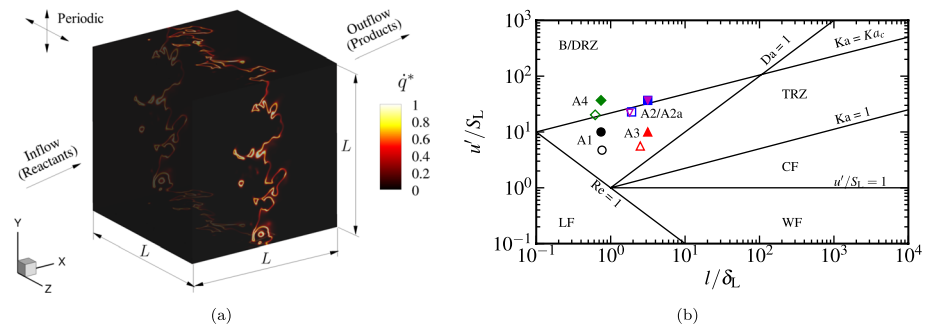 Periodic
Outflow
(Products)
Inflow
(Reactants)
q̇*
1
0.8
0.6
0.4
0.2
0
L
L
L
Y
X
Z
(a)
u′/S_L
10³
10²
10¹
10⁰
10⁻¹
10⁻¹
10⁰
10¹
10²
10³
10⁴
l/δ_L
B/DRZ
Da = 1
Ka = Ka_c
TRZ
A4
A2/A2a
A1
A3
Ka = 1
CF
u′/S_L = 1
Re = 1
LF
WF
(b)